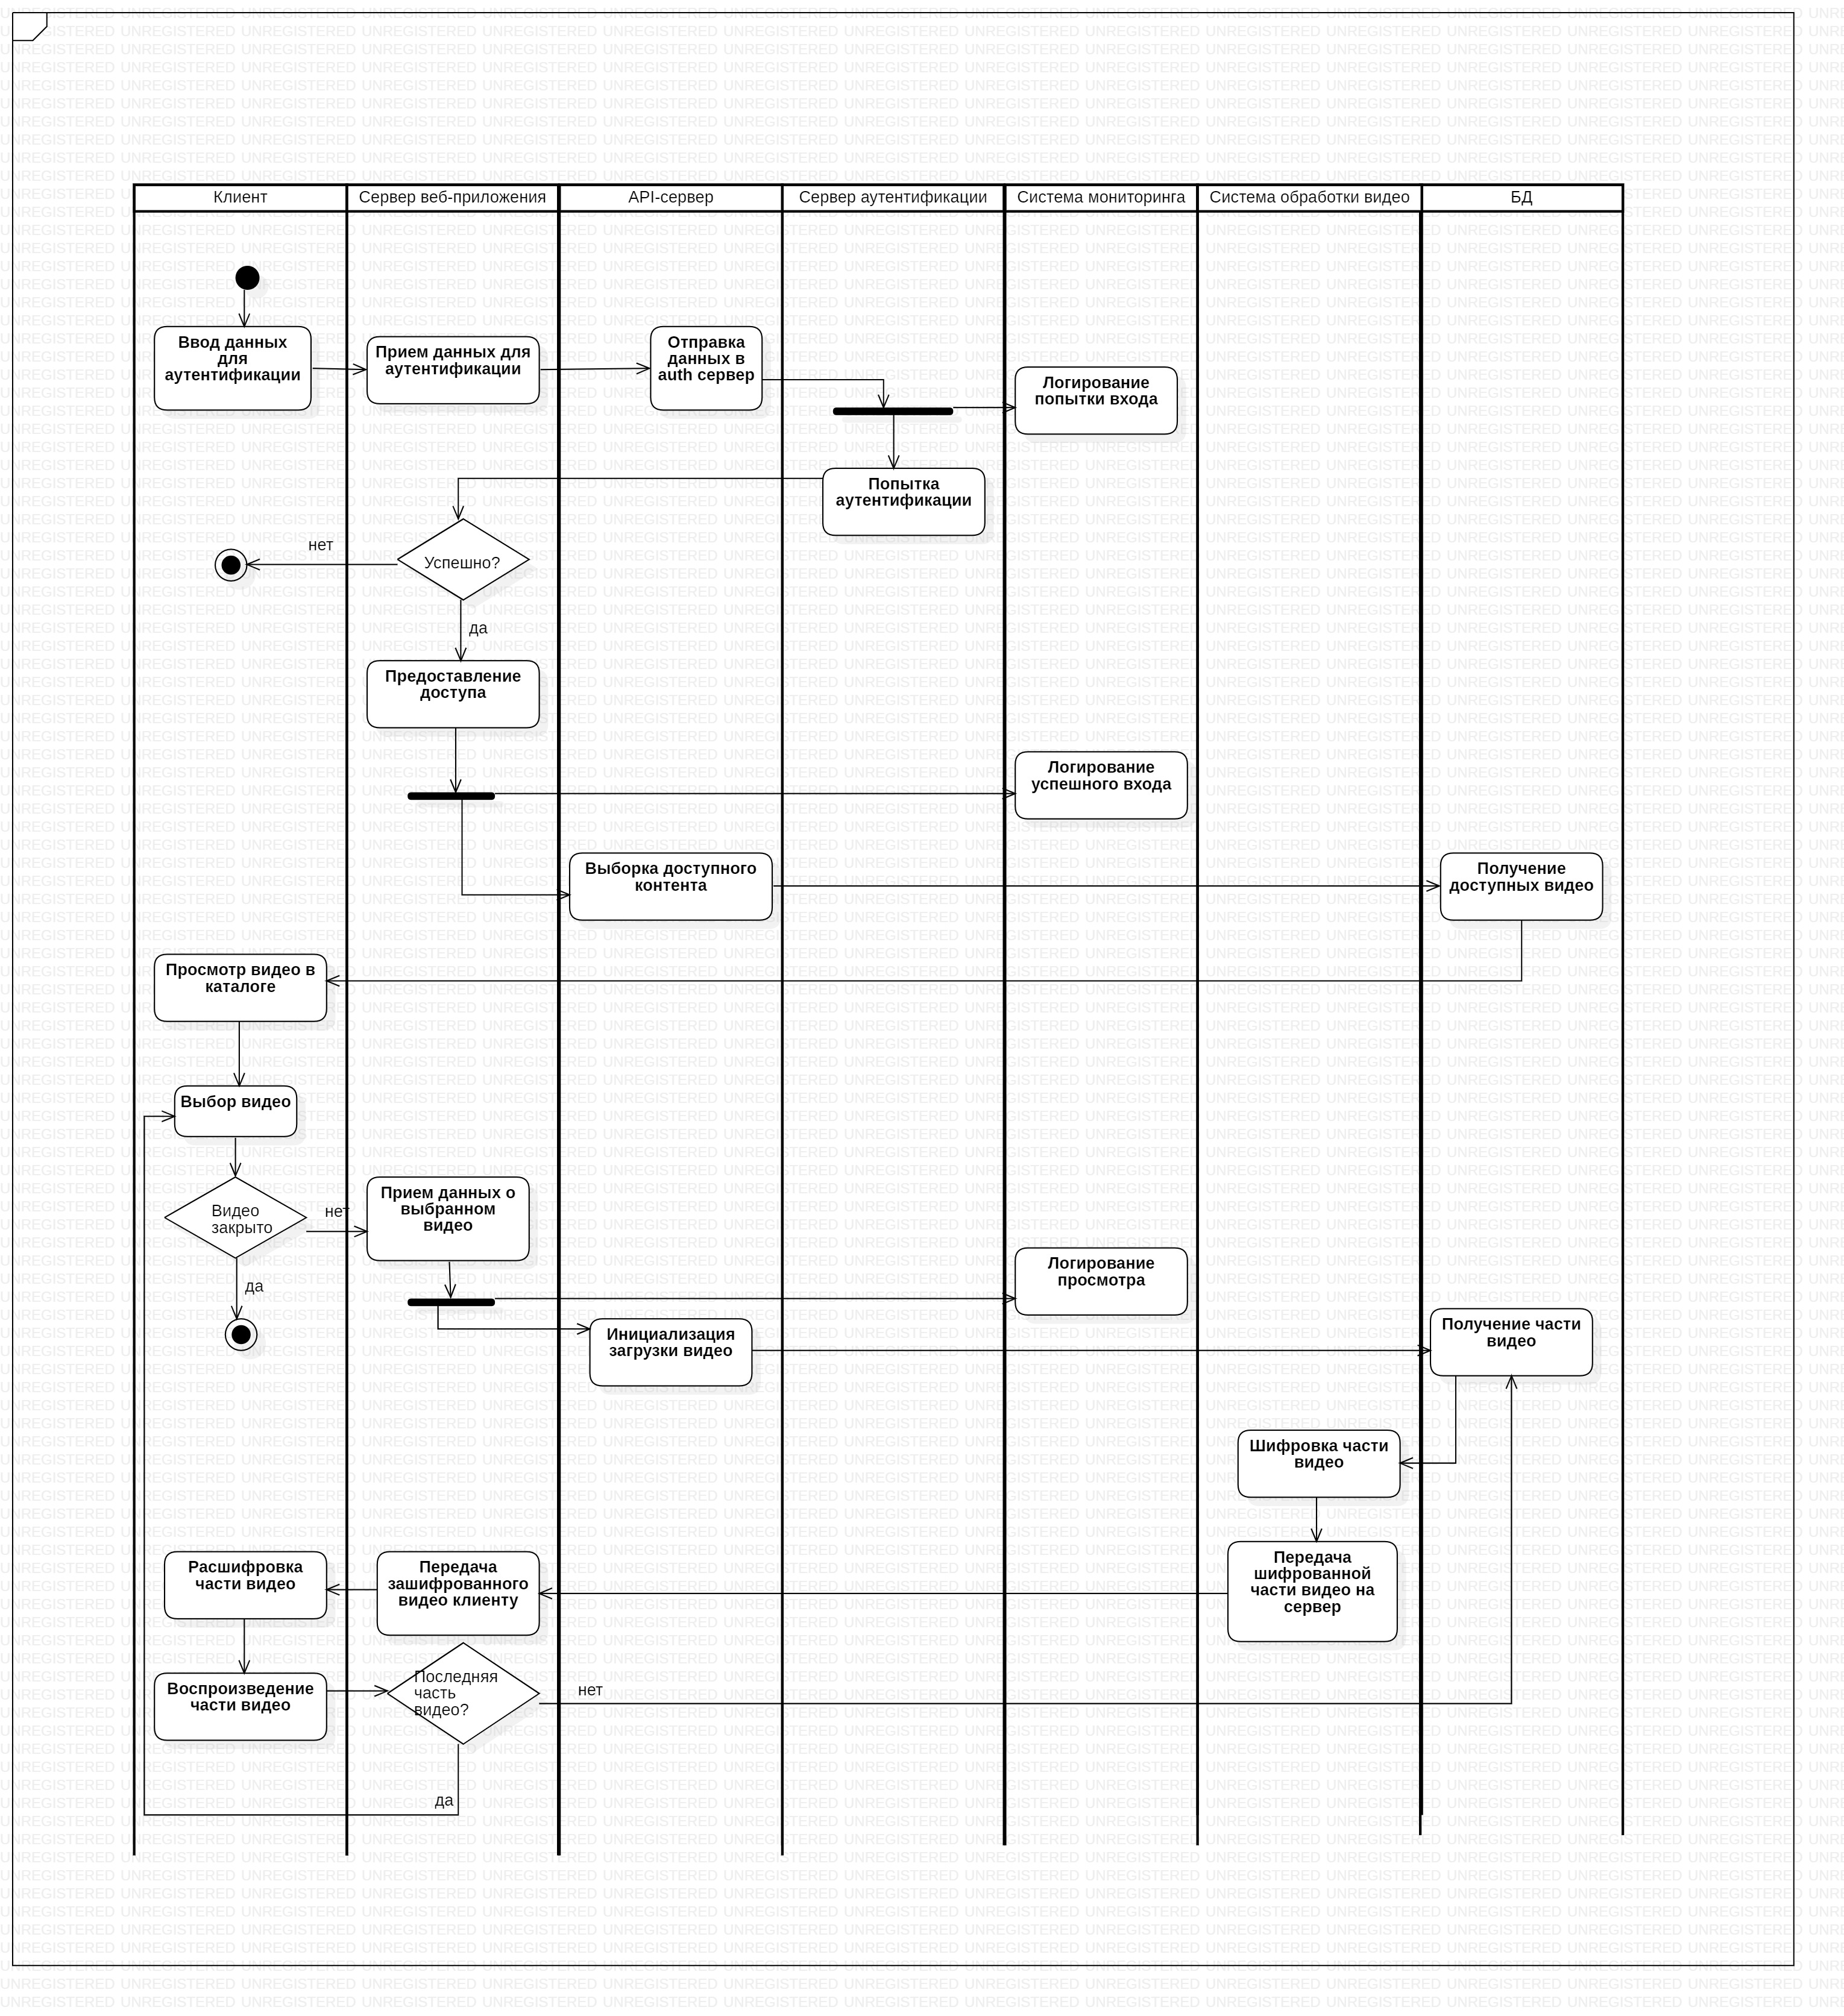 Клиент
Сервер веб-приложения
API-сервер
Сервер аутентификации
Система мониторинга
Система обработки видео
БД
Ввод данных
для
аутентификации
Прием данных для
аутентификации
Отправка
данных в
auth сервер
Логирование
попытки входа
Попытка
аутентификации
нет
Успешно?
да
Предоставление
доступа
Логирование
успешного входа
Выборка доступного
контента
Получение
доступных видео
Просмотр видео в
каталоге
Выбор видео
Видео
закрыто
нет
да
Прием данных о
выбранном
видео
Логирование
просмотра
Инициализация
загрузки видео
Получение части
видео
Шифровка части
видео
Передача
шифрованной
части видео на
сервер
Передача
зашифрованного
видео клиенту
Расшифровка
части видео
Воспроизведение
части видео
Последняя
часть
видео?
нет
да
UNREGISTERED